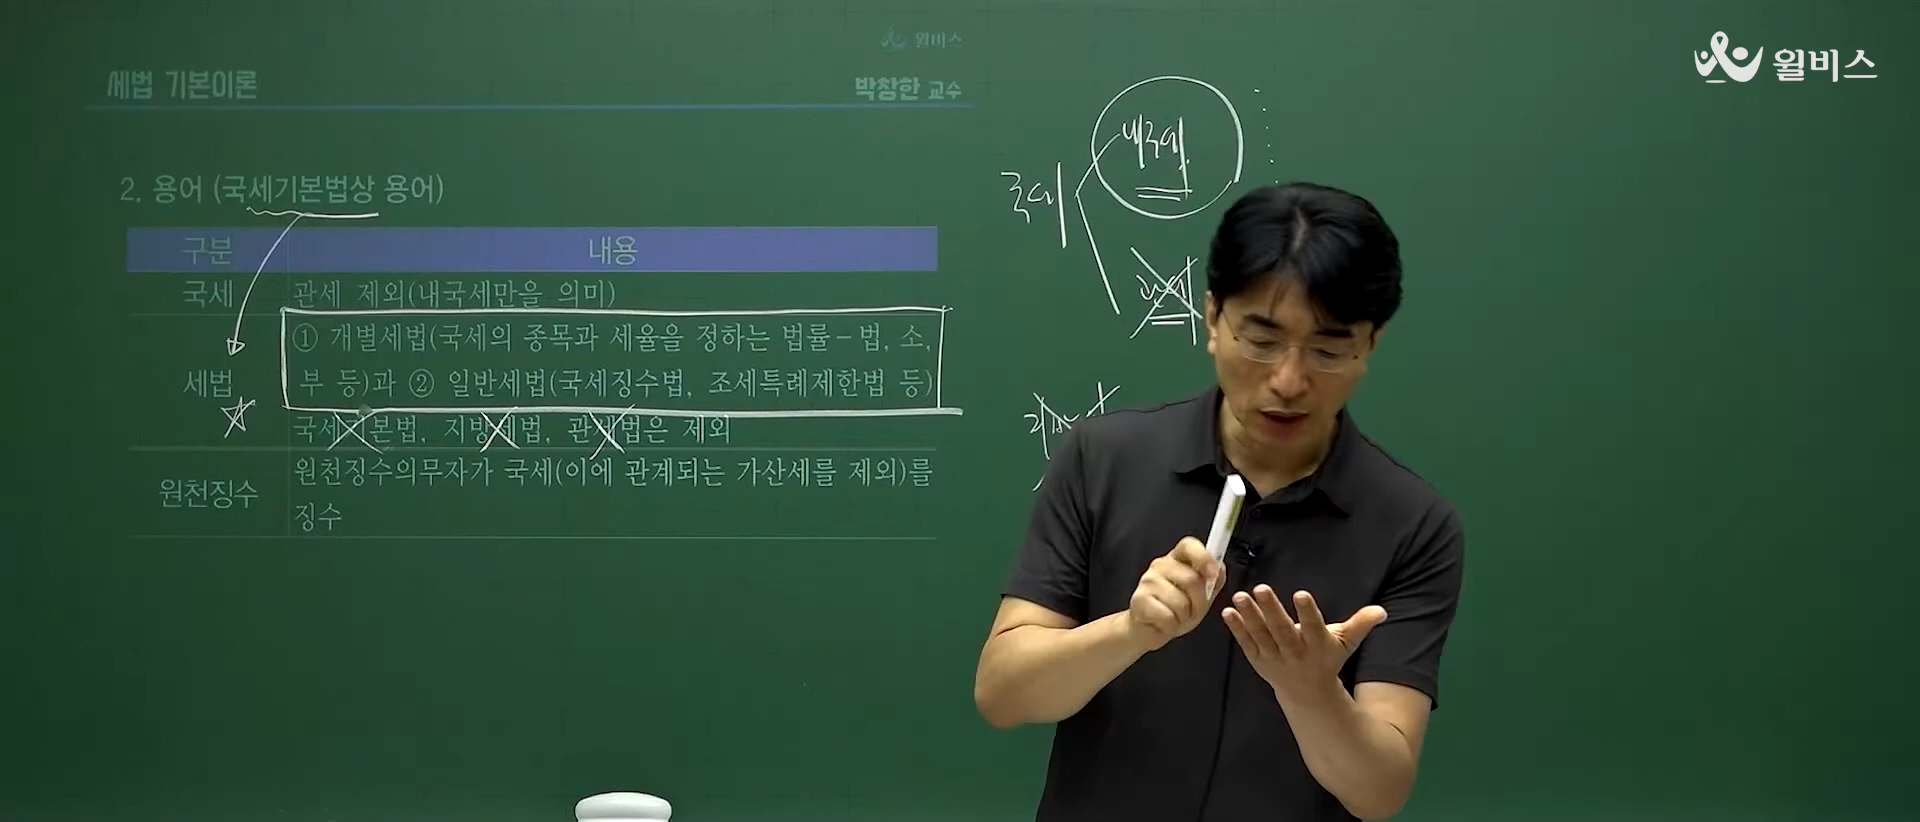 윌비스
윌비스
세법 기본이론
박창한 교수
2. 용어 (국세기본법상 용어)
구분 내용
국세 관세 제외(내국세만을 의미)
세법 ① 개별세법(국세의 종목과 세율을 정하는 법률-법, 소,
부 등)과 ② 일반세법(국세징수법, 조세특례제한법 등)
국세기본법, 지방세법, 관세법은 제외
원천징수 원천징수의무자가 국세(이에 관계되는 가산세를 제외)를
징수
국세
내국세
관세